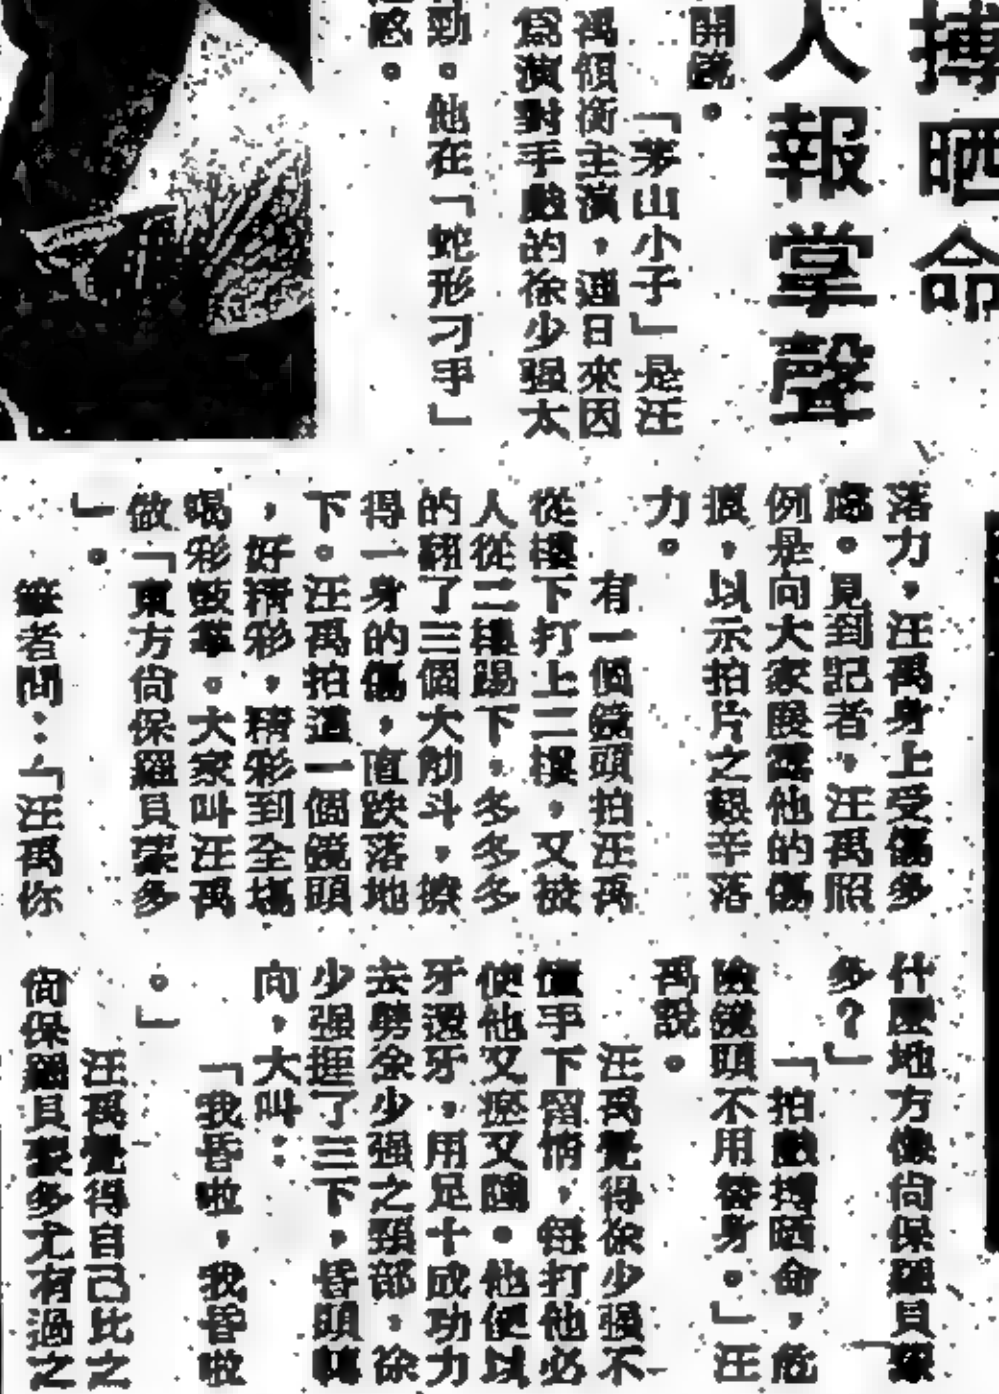 搏晒命
人報掌聲
開鏡。
「茅山小子」是汪
禹傾衡主演，連日來因
為演對手戲的徐少强太
勁。他在「蛇形刁手」
感。
落力，汪禹身上受傷多
處。見到記者，汪禹照
例是向大家展露他的傷
痕，以示拍片之艱辛落
力。
有一個鏡頭拍汪禹
從樓下打上二樓，又被
人從二樓踢下，多多多
的翻了三個大觔斗，擦
得一身的傷，直跌落地
下。汪禹拍這一個鏡頭
，好精彩，精彩到全塲
喝彩鼓掌。大家叫汪禹
做「東方尙保羅貝蒙多
」。
筆者問：「汪禹你
什麼地方像尙保羅貝蒙
多？」
「拍戲搏晒命，危
險鏡頭不用替身。」汪
禹說。
汪禹覺得徐少强不
懂手下留情，每打他必
使他又瘀又隨。他便以
牙還牙，用足十成功力
去劈徐少强之頸部，徐
少强捱了三下，昏頭轉
向，大叫：
「我昏啦，我昏啦
。」
汪禹覺得自己比之
尙保羅貝蒙多尤有過之